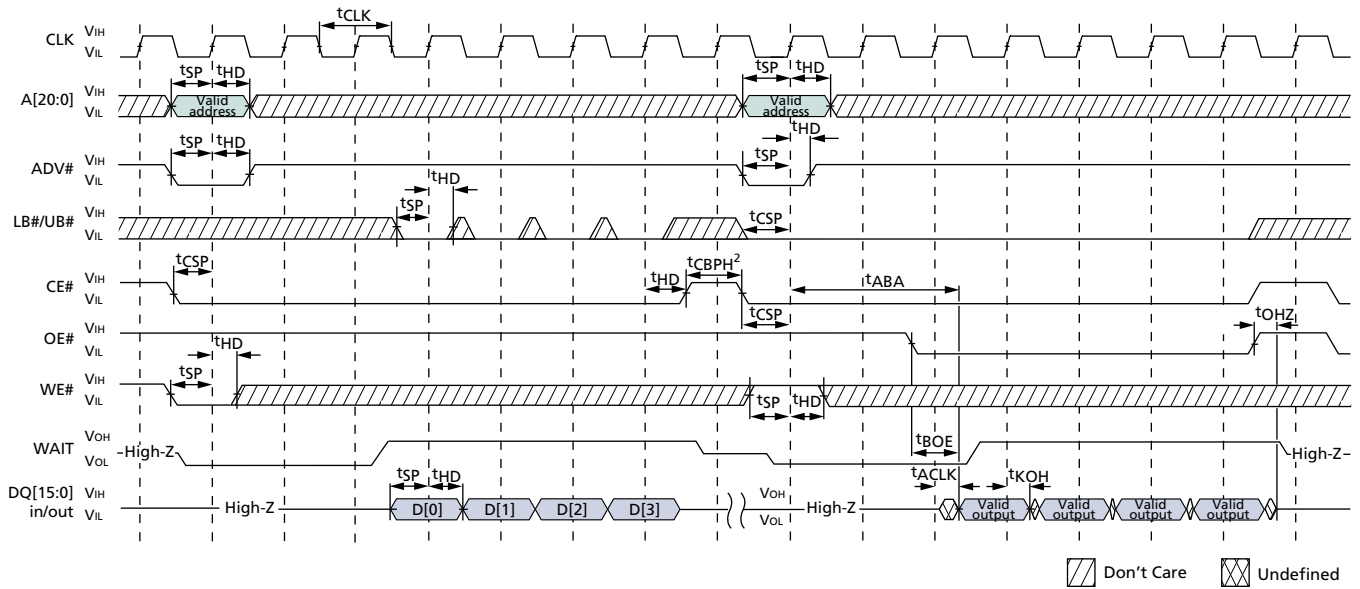 tCLK
CLK VIH
VIL
tSP tHD tSP tHD
A[20:0] VIH
VIL
Valid address Valid address
tSP tHD tSP tHD
ADV# VIH
VIL
tSP tHD
LB#/UB# VIH
VIL
tCSP
tCSP tHD tCBPH2 tABA
CE# VIH
VIL
tCSP tOHZ
OE# VIH
VIL
tHD
tSP
WE# VIH
VIL
tSP tHD
WAIT VOH
VOL
High-Z High-Z
tBOE
tSP tHD tACLK tKOH
DQ[15:0]
in/out
VIH
VIL
High-Z D[0] D[1] D[2] D[3] VOH
VOL
High-Z Valid output Valid output Valid output Valid output
Don't Care Undefined